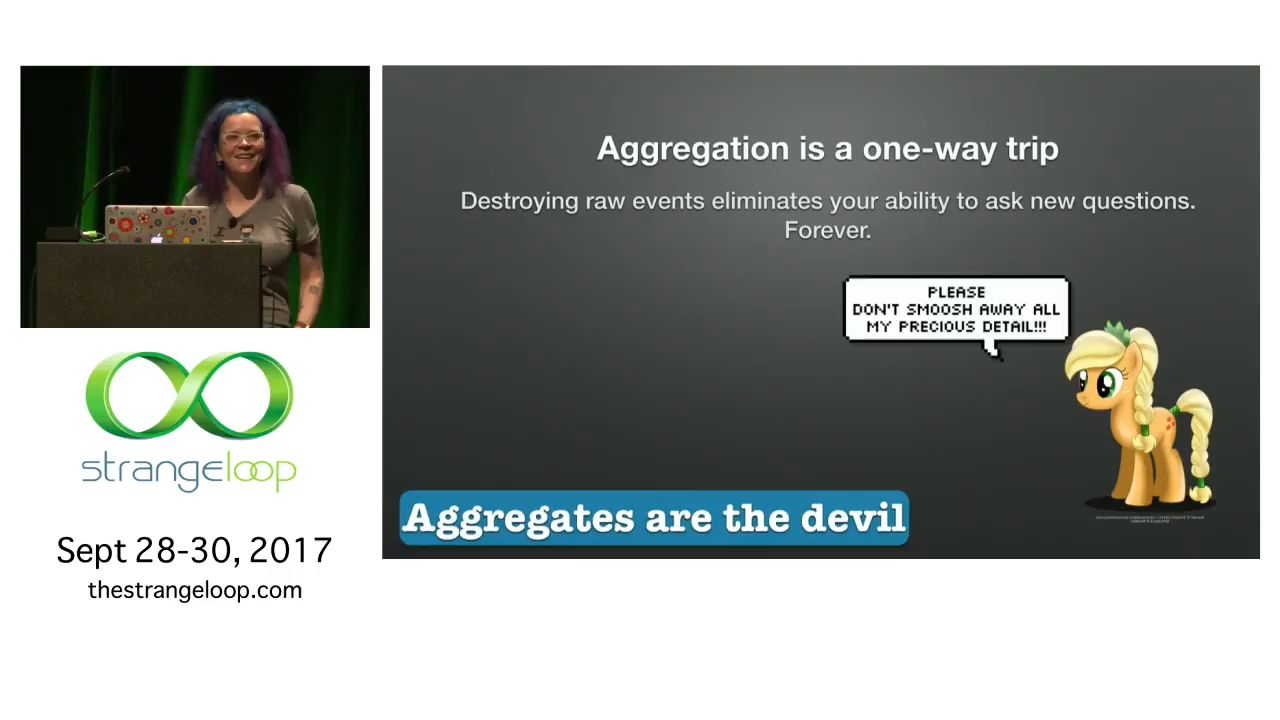 Aggregation is a one-way trip
Destroying raw events eliminates your ability to ask new questions.
Forever.
PLEASE
DON'T SMOOSH AWAY ALL
MY PRECIOUS DETAIL!!!
Aggregates are the devil
strangeloop
Sept 28-30, 2017
thestrangeloop.com